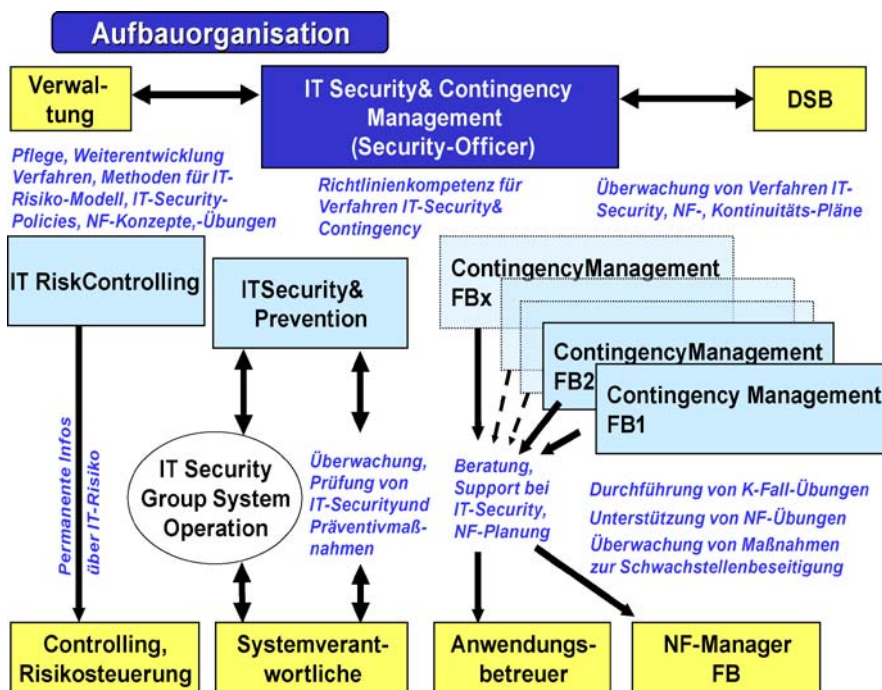 Aufbauorganisation
Verwal-
tung
IT Security& Contingency
Management
(Security-Officer)
DSB
Pflege, Weiterentwicklung
Verfahren, Methoden für IT-
Risiko-Modell, IT-Security-
Policies, NF-Konzepte,-Übungen
Richtlinienkompetenz für
Verfahren IT-Security&
Contingency
Überwachung von Verfahren IT-
Security, NF-, Kontinuitäts-Pläne
IT RiskControlling
ITSecurity&
Prevention
ContingencyManagement
FBx
ContingencyManagement
FB2
Contingency Management
FB1
Permanente Infos
über IT-Risiko
IT Security
Group System
Operation
Überwachung,
Prüfung von
IT-Securityund
Präventivmaß-
nahmen
Beratung,
Support bei
IT-Security,
NF-Planung
Durchführung von K-Fall-Übungen
Unterstützung von NF-Übungen
Überwachung von Maßnahmen
zur Schwachstellenbeseitigung
Controlling,
Risikosteuerung
Systemverant-
wortliche
Anwendungs-
betreuer
NF-Manager
FB